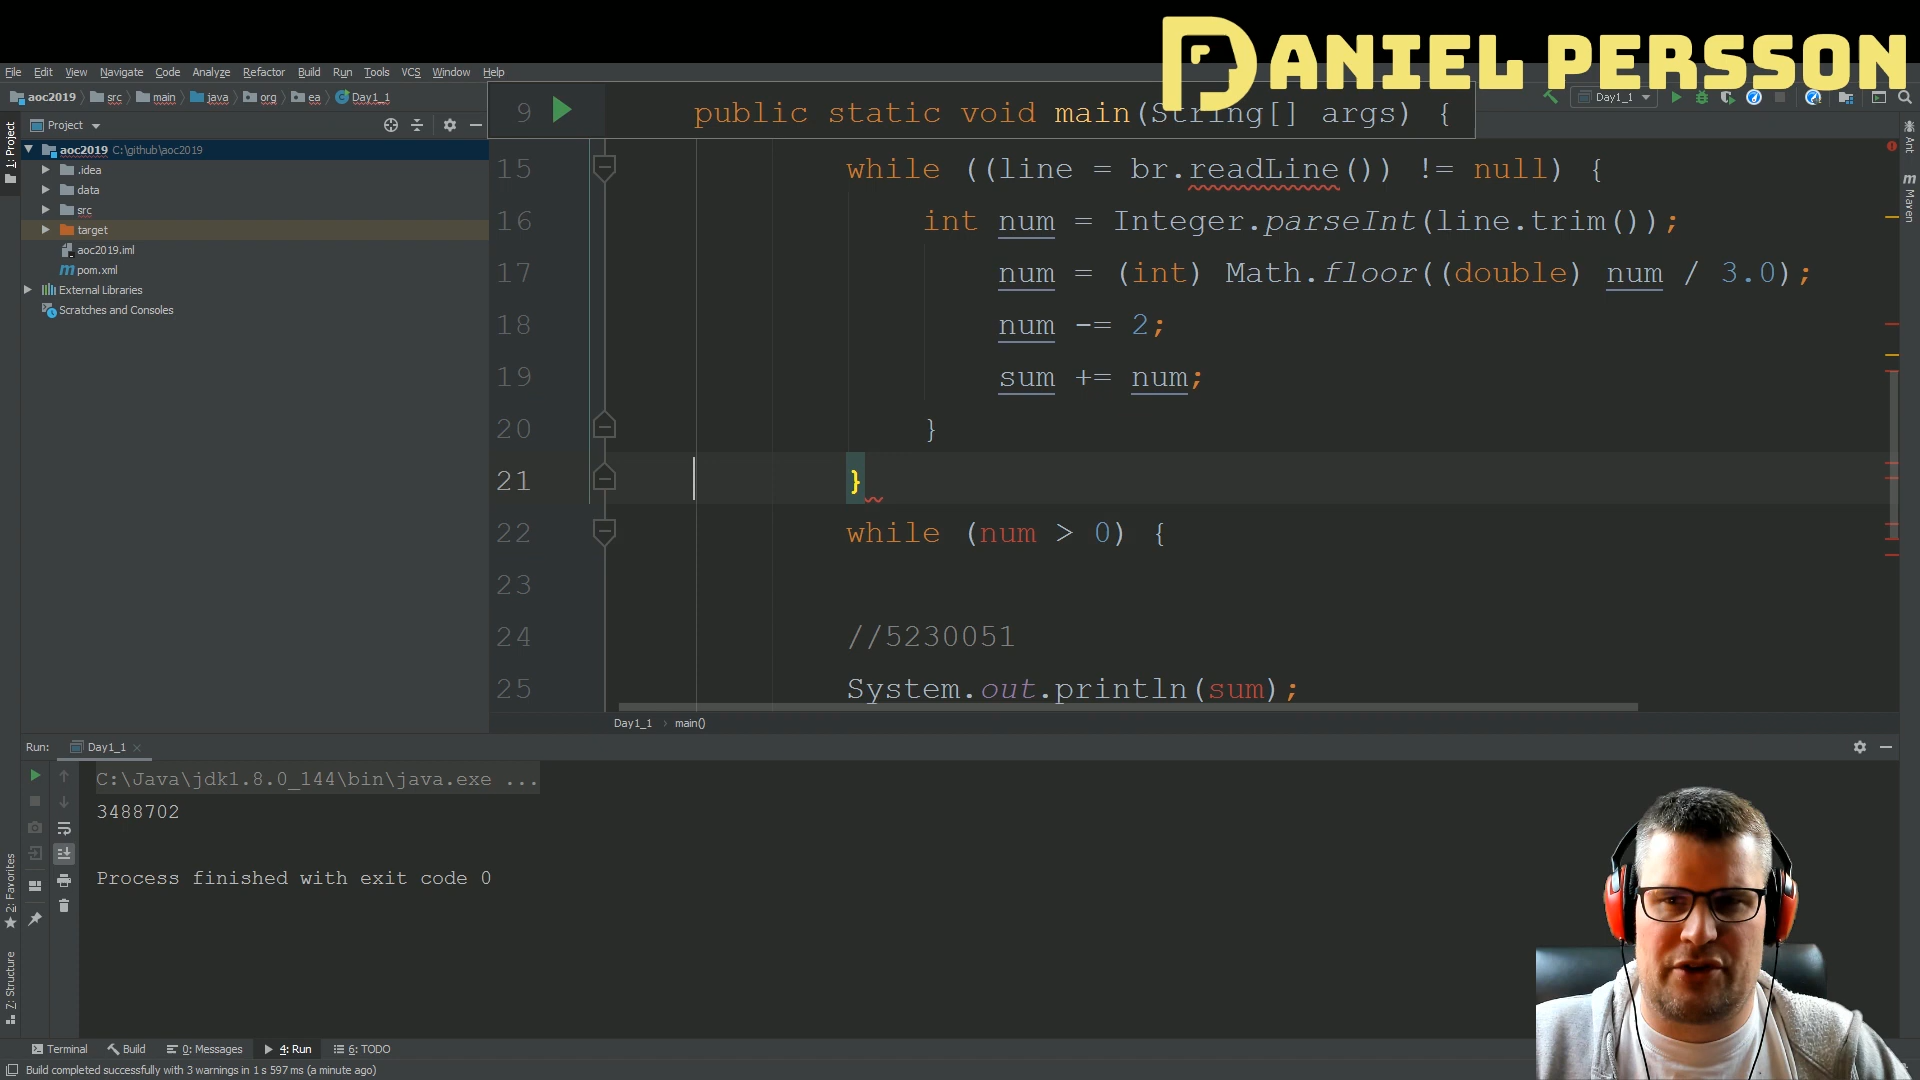 DANIEL PERSSON
File Edit View Navigate Code Analyze Refactor Build Run Tools VCS Window Help
aoc2019 src main java org ea Day1_1
Day1_1
Project
aoc2019 C:\github\aoc2019
.idea
data
src
target
aoc2019.iml
pom.xml
External Libraries
Scratches and Consoles
1: Project
2: Favorites
7: Structure
Ant
Maven
9 public static void main(String[] args) {
15 while ((line = br.readLine()) != null) {
16 int num = Integer.parseInt(line.trim());
17 num = (int) Math.floor((double) num / 3.0);
18 num -= 2;
19 sum += num;
20 }
21 }
22 while (num > 0) {
23
24 //5230051
25 System.out.println(sum);
Day1_1 › main()
Run: Day1_1
C:\Java\jdk1.8.0_144\bin\java.exe ...
3488702
Process finished with exit code 0
Terminal Build 0: Messages 4: Run 6: TODO
Build completed successfully with 3 warnings in 1 s 597 ms (a minute ago)